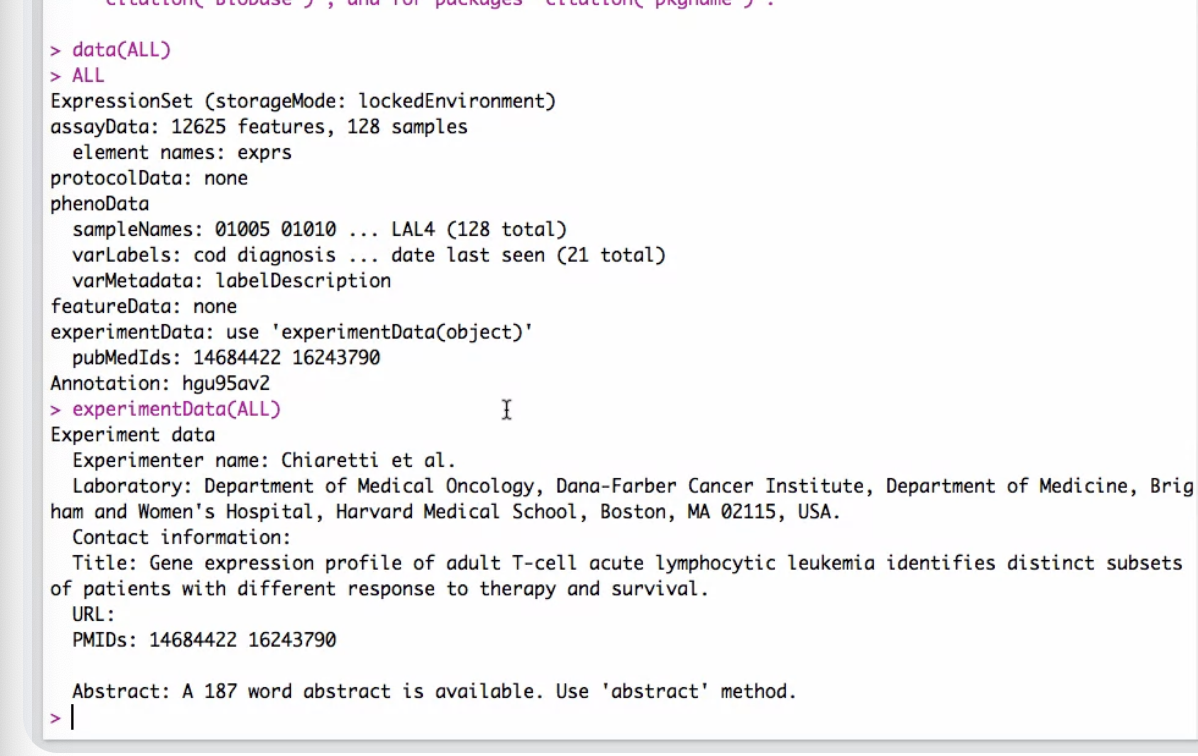 citation("Biobase")', and for packages 'citation("pkgname")'.
> data(ALL)
> ALL
ExpressionSet (storageMode: lockedEnvironment)
assayData: 12625 features, 128 samples
  element names: exprs
protocolData: none
phenoData
  sampleNames: 01005 01010 ... LAL4 (128 total)
  varLabels: cod diagnosis ... date last seen (21 total)
  varMetadata: labelDescription
featureData: none
experimentData: use 'experimentData(object)'
  pubMedIds: 14684422 16243790
Annotation: hgu95av2
> experimentData(ALL)
Experiment data
  Experimenter name: Chiaretti et al.
  Laboratory: Department of Medical Oncology, Dana-Farber Cancer Institute, Department of Medicine, Brig
ham and Women's Hospital, Harvard Medical School, Boston, MA 02115, USA.
  Contact information:
  Title: Gene expression profile of adult T-cell acute lymphocytic leukemia identifies distinct subsets
of patients with different response to therapy and survival.
  URL:
  PMIDs: 14684422 16243790
  Abstract: A 187 word abstract is available. Use 'abstract' method.
>